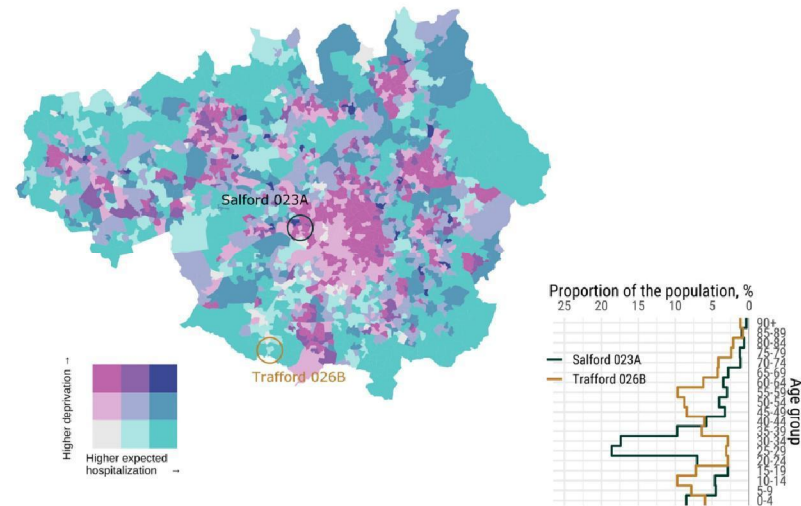 Salford 023A
Trafford 026B
Higher deprivation →
Higher expected
hospitalization →
Proportion of the population, %
25 20 15 10 5 0
Salford 023A
Trafford 026B
Age group
90+
85-89
80-84
75-79
70-74
65-69
60-64
55-59
50-54
45-49
40-44
35-39
30-34
25-29
20-24
15-19
10-14
5-9
0-4